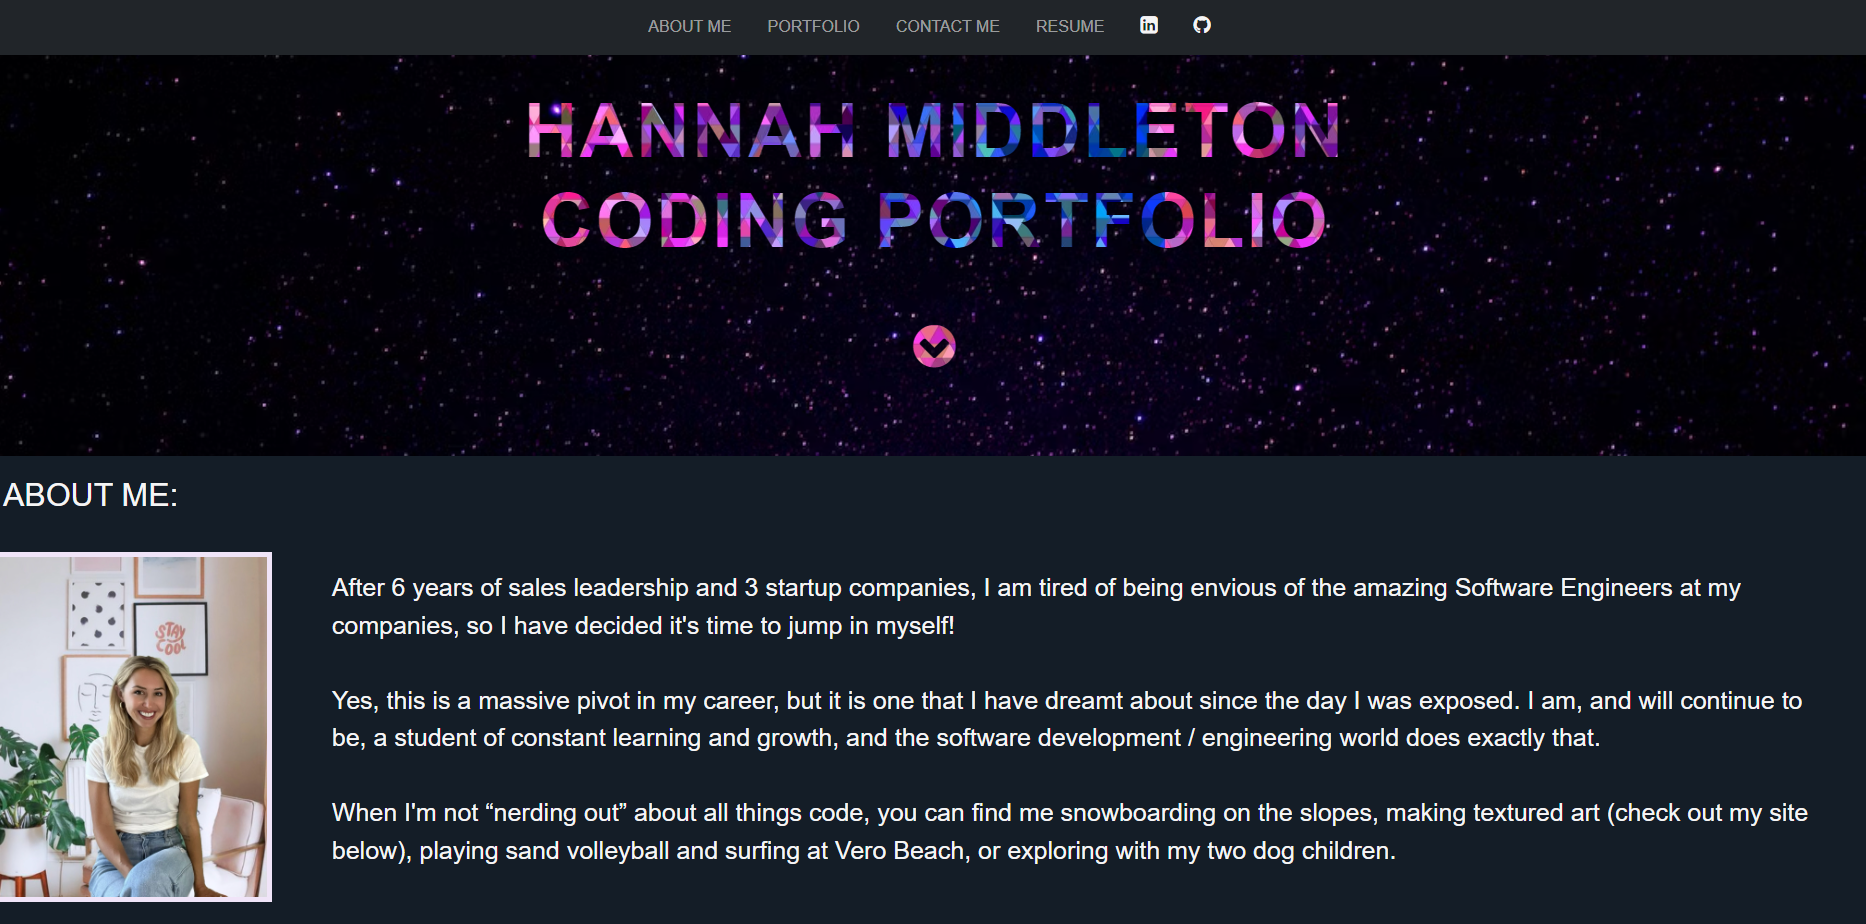 ABOUT ME PORTFOLIO CONTACT ME RESUME in
HANNAH MIDDLETON
CODING PORTFOLIO
ABOUT ME:
STAY
COOL
After 6 years of sales leadership and 3 startup companies, I am tired of being envious of the amazing Software Engineers at my
companies, so I have decided it's time to jump in myself!
Yes, this is a massive pivot in my career, but it is one that I have dreamt about since the day I was exposed. I am, and will continue to
be, a student of constant learning and growth, and the software development / engineering world does exactly that.
When I'm not “nerding out” about all things code, you can find me snowboarding on the slopes, making textured art (check out my site
below), playing sand volleyball and surfing at Vero Beach, or exploring with my two dog children.